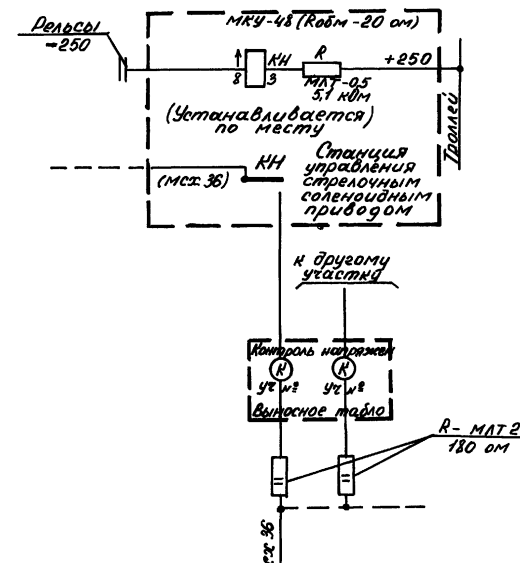 МКУ-48 (Rобм-20 ом)
Рельсы
-250
КН
R
+250
8
3
МЛТ-0,5
5,1 кОм
(Устанавливается)
по месту
Троллей
КН
(мсх 36)
Станция
управления
стрелочным
соленоидным
приводом
к другому
участку
Контроль напряжен
К
К
уч №
уч №
Выносное табло
R - МЛТ 2
180 ом
сх 36